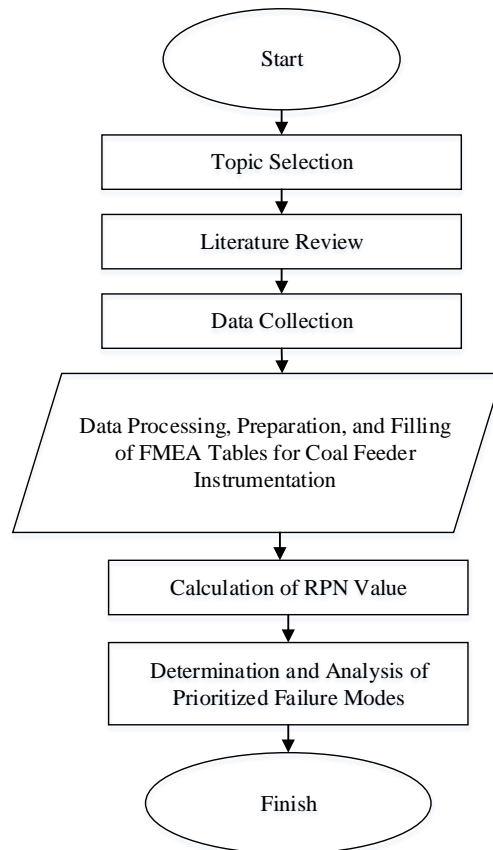 Start
Topic Selection
Literature Review
Data Collection
Data Processing, Preparation, and Filling
of FMEA Tables for Coal Feeder
Instrumentation
Calculation of RPN Value
Determination and Analysis of
Prioritized Failure Modes
Finish